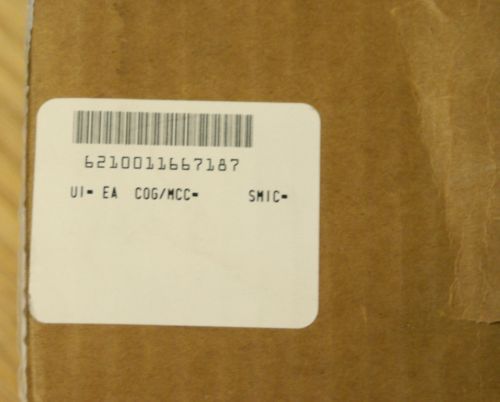 6210011667187
UI- EA COG/MCC- SMIC-